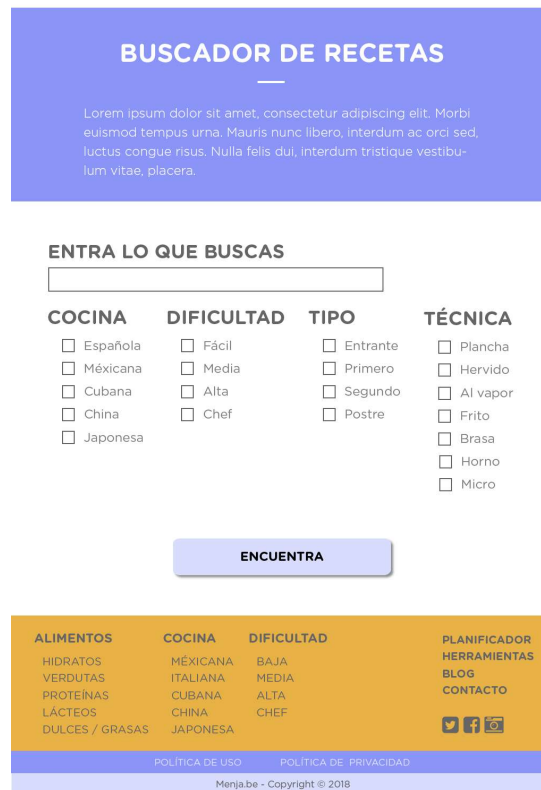 BUSCADOR DE RECETAS
Lorem ipsum dolor sit amet, consectetur adipiscing elit. Morbi
euismod tempus urna. Mauris nunc libero, interdum ac orci sed,
luctus congue risus. Nulla felis dui, interdum tristique vestibu-
lum vitae, placera.
ENTRA LO QUE BUSCAS
COCINA
Española
Méxicana
Cubana
China
Japonesa
DIFICULTAD
Fácil
Media
Alta
Chef
TIPO
Entrante
Primero
Segundo
Postre
TÉCNICA
Plancha
Hervido
Al vapor
Frito
Brasa
Horno
Micro
ENCUENTRA
ALIMENTOS
HIDRATOS
VERDUTAS
PROTEÍNAS
LÁCTEOS
DULCES / GRASAS
COCINA
MÉXICANA
ITALIANA
CUBANA
CHINA
JAPONESA
DIFICULTAD
BAJA
MEDIA
ALTA
CHEF
PLANIFICADOR
HERRAMIENTAS
BLOG
CONTACTO
POLÍTICA DE USO
POLÍTICA DE PRIVACIDAD
Menja.be - Copyright © 2018